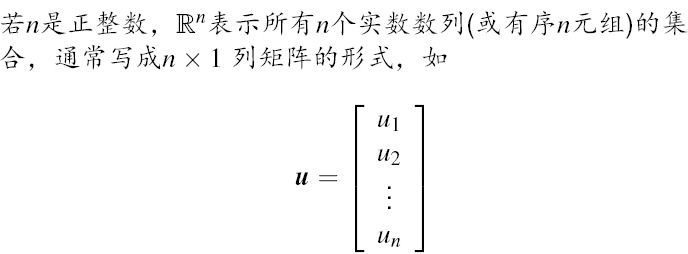 若n是正整数，ℝⁿ表示所有n个实数数列(或有序n元组)的集
合，通常写成n × 1 列矩阵的形式，如
u =
u₁
u₂
⋮
uₙ